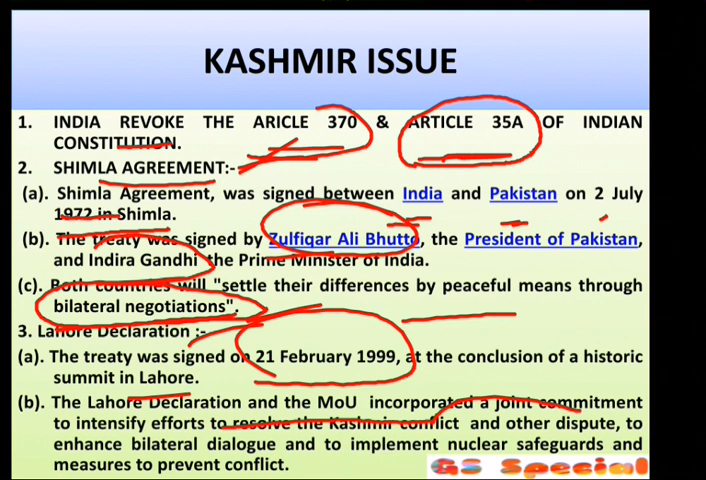 KASHMIR ISSUE
1. INDIA REVOKE THE ARICLE 370 & ARTICLE 35A OF INDIAN
CONSTITUTION.
2. SHIMLA AGREEMENT:-
(a). Shimla Agreement, was signed between India and Pakistan on 2 July
1972 in Shimla.
(b). The treaty was signed by Zulfiqar Ali Bhutto, the President of Pakistan,
and Indira Gandhi the Prime Minister of India.
(c). Both countries will "settle their differences by peaceful means through
bilateral negotiations".
3. Lahore Declaration :-
(a). The treaty was signed on 21 February 1999, at the conclusion of a historic
summit in Lahore.
(b). The Lahore Declaration and the MoU incorporated a joint commitment
to intensify efforts to resolve the Kashmir conflict and other dispute, to
enhance bilateral dialogue and to implement nuclear safeguards and
measures to prevent conflict.
GS Special